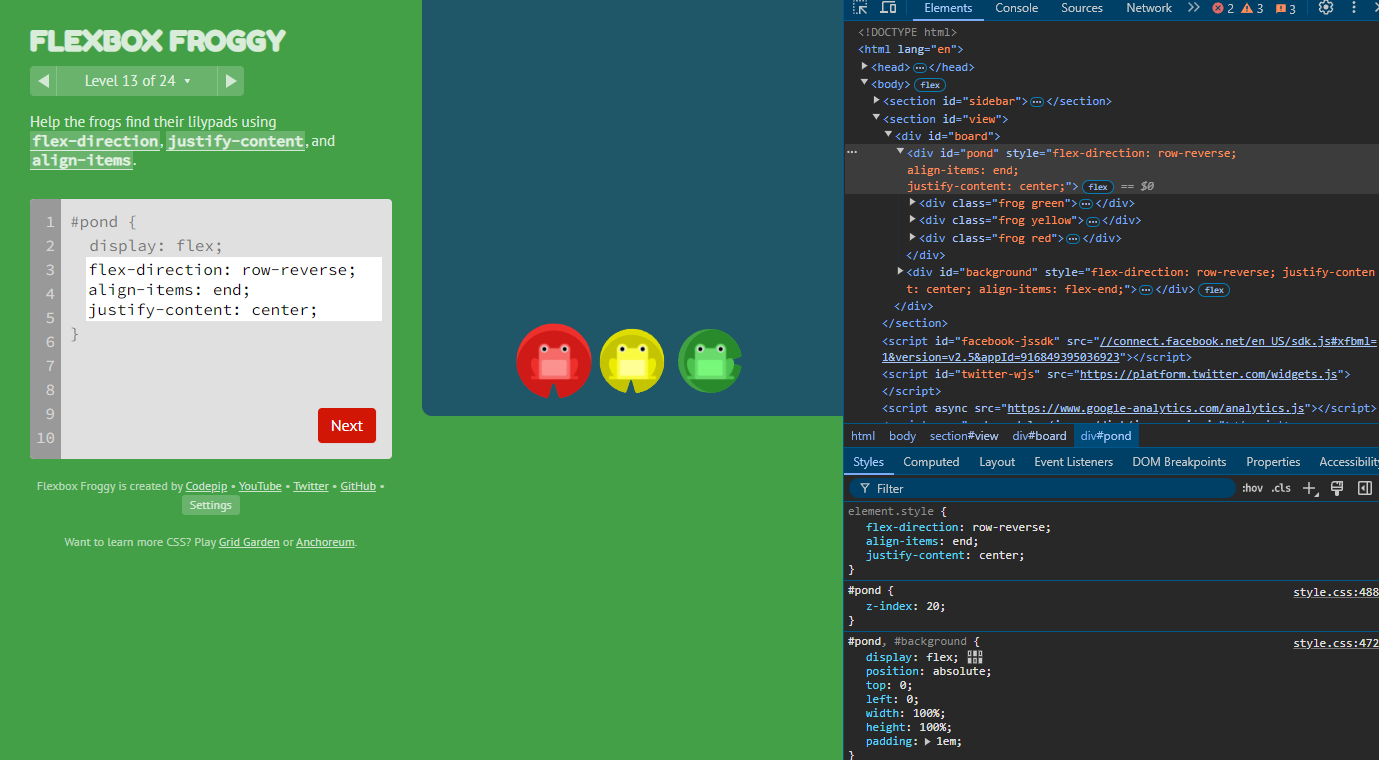 FLEXBOX FROGGY
◀ Level 13 of 24 ▾ ▶
Help the frogs find their lilypads using
flex-direction, justify-content, and
align-items.
1 #pond {
2 display: flex;
3 flex-direction: row-reverse;
4 align-items: end;
5 justify-content: center;
6 }
7
8
9
10
Next
Flexbox Froggy is created by Codepip • YouTube • Twitter • GitHub •
Settings
Want to learn more CSS? Play Grid Garden or Anchoreum.
Elements Console Sources Network 2 3 3
<!DOCTYPE html>
<html lang="en">
<head> ⋯ </head>
<body> flex
<section id="sidebar"> ⋯ </section>
<section id="view">
<div id="board">
<div id="pond" style="flex-direction: row-reverse;
align-items: end;
justify-content: center;"> flex == $0
<div class="frog green"> ⋯ </div>
<div class="frog yellow"> ⋯ </div>
<div class="frog red"> ⋯ </div>
</div>
<div id="background" style="flex-direction: row-reverse; justify-conten
t: center; align-items: flex-end;"> ⋯ </div> flex
</div>
</section>
<script id="facebook-jssdk" src="//connect.facebook.net/en_US/sdk.js#xfbml=
1&version=v2.5&appId=916849395036923"></script>
<script id="twitter-wjs" src="https://platform.twitter.com/widgets.js">
</script>
<script async src="https://www.google-analytics.com/analytics.js"></script>
html body section#view div#board div#pond
Styles Computed Layout Event Listeners DOM Breakpoints Properties Accessibility
Filter :hov .cls
element.style {
flex-direction: row-reverse;
align-items: end;
justify-content: center;
}
#pond { style.css:488
z-index: 20;
}
#pond, #background { style.css:472
display: flex;
position: absolute;
top: 0;
left: 0;
width: 100%;
height: 100%;
padding: ▶ 1em;
}